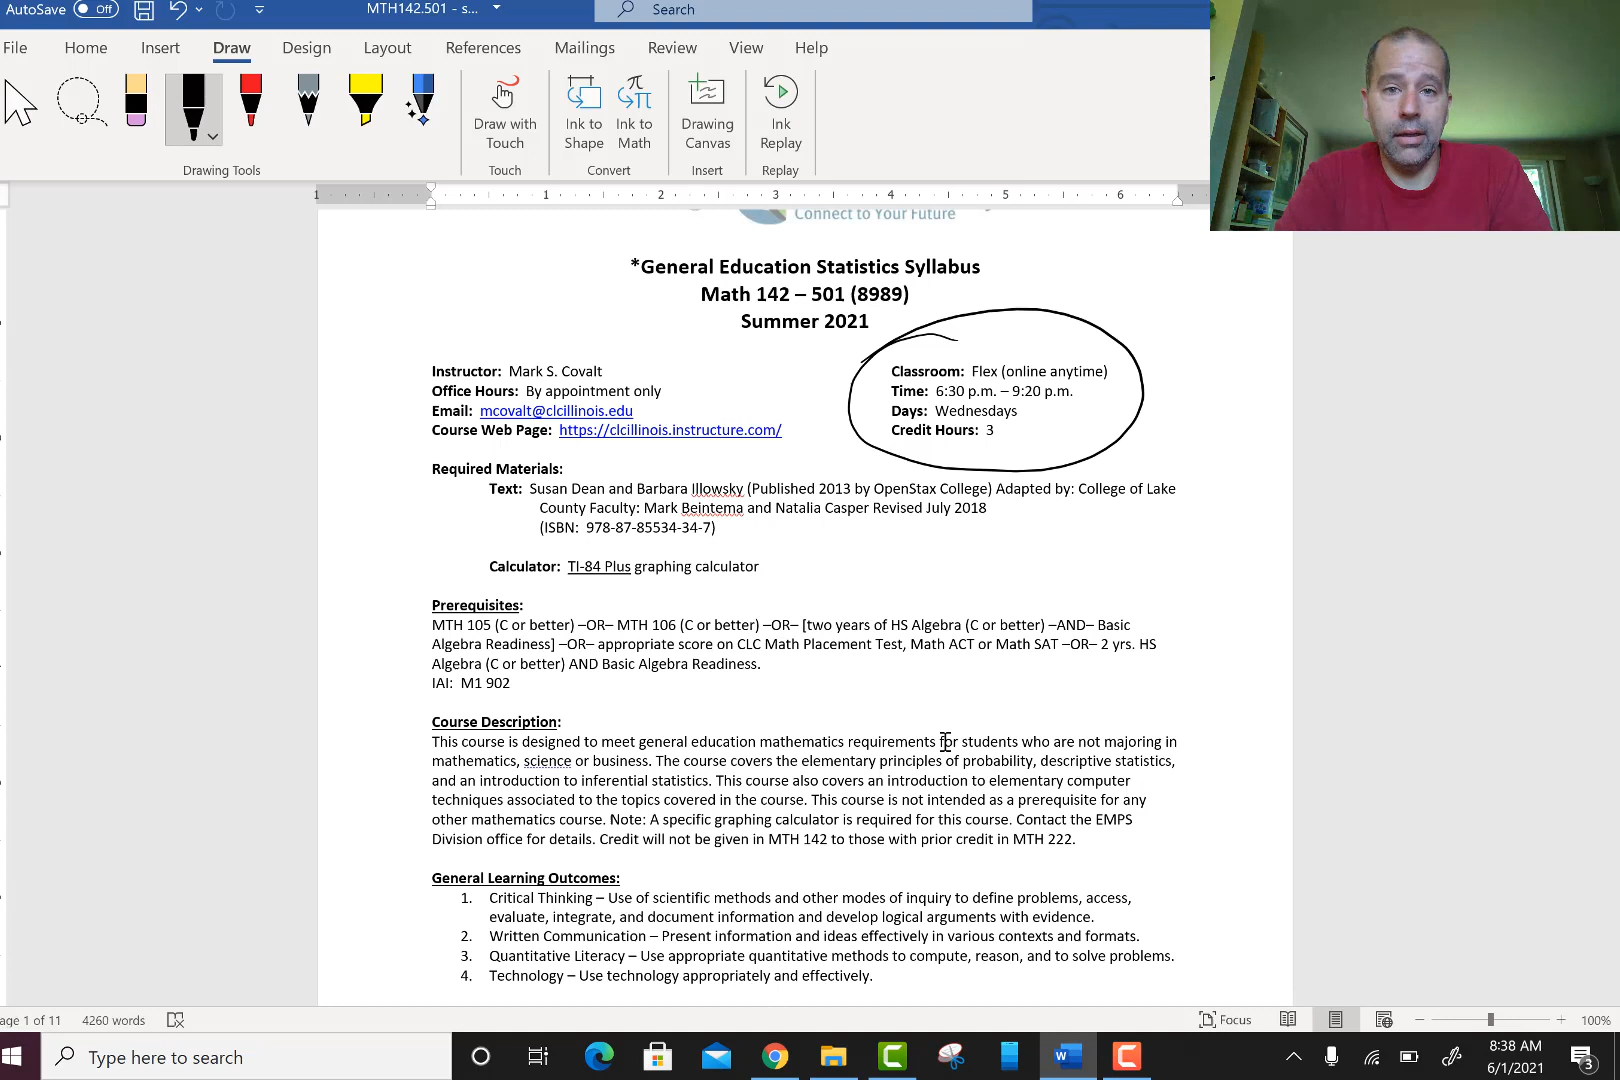 AutoSave Off MTH142.501 - s... Search
File Home Insert Draw Design Layout References Mailings Review View Help
Draw with Touch
Ink to Shape
Ink to Math
Drawing Canvas
Ink Replay
Drawing Tools Touch Convert Insert Replay
1 1 2 3 4 5 6
Connect to Your Future
*General Education Statistics Syllabus
Math 142 – 501 (8989)
Summer 2021
Instructor: Mark S. Covalt
Office Hours: By appointment only
Email: mcovalt@clcillinois.edu
Course Web Page: https://clcillinois.instructure.com/
Classroom: Flex (online anytime)
Time: 6:30 p.m. – 9:20 p.m.
Days: Wednesdays
Credit Hours: 3
Required Materials:
Text: Susan Dean and Barbara Illowsky (Published 2013 by OpenStax College) Adapted by: College of Lake
County Faculty: Mark Beintema and Natalia Casper Revised July 2018
(ISBN: 978-87-85534-34-7)
Calculator: TI-84 Plus graphing calculator
Prerequisites:
MTH 105 (C or better) –OR– MTH 106 (C or better) –OR– [two years of HS Algebra (C or better) –AND– Basic
Algebra Readiness] –OR– appropriate score on CLC Math Placement Test, Math ACT or Math SAT –OR– 2 yrs. HS
Algebra (C or better) AND Basic Algebra Readiness.
IAI: M1 902
Course Description:
This course is designed to meet general education mathematics requirements for students who are not majoring in
mathematics, science or business. The course covers the elementary principles of probability, descriptive statistics,
and an introduction to inferential statistics. This course also covers an introduction to elementary computer
techniques associated to the topics covered in the course. This course is not intended as a prerequisite for any
other mathematics course. Note: A specific graphing calculator is required for this course. Contact the EMPS
Division office for details. Credit will not be given in MTH 142 to those with prior credit in MTH 222.
General Learning Outcomes:
1. Critical Thinking – Use of scientific methods and other modes of inquiry to define problems, access,
evaluate, integrate, and document information and develop logical arguments with evidence.
2. Written Communication – Present information and ideas effectively in various contexts and formats.
3. Quantitative Literacy – Use appropriate quantitative methods to compute, reason, and to solve problems.
4. Technology – Use technology appropriately and effectively.
age 1 of 11 4260 words Focus 100%
Type here to search
8:38 AM
6/1/2021
3